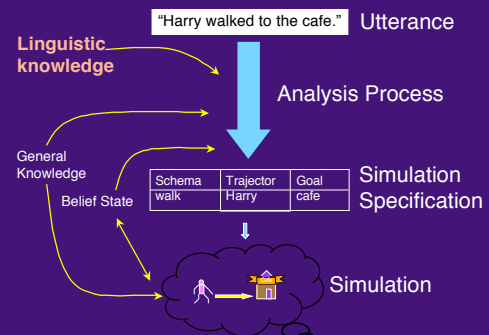 “Harry walked to the cafe.”
Utterance
Linguistic
knowledge
Analysis Process
General
Knowledge
Belief State
Schema Trajector Goal
walk Harry cafe
Simulation
Specification
Simulation